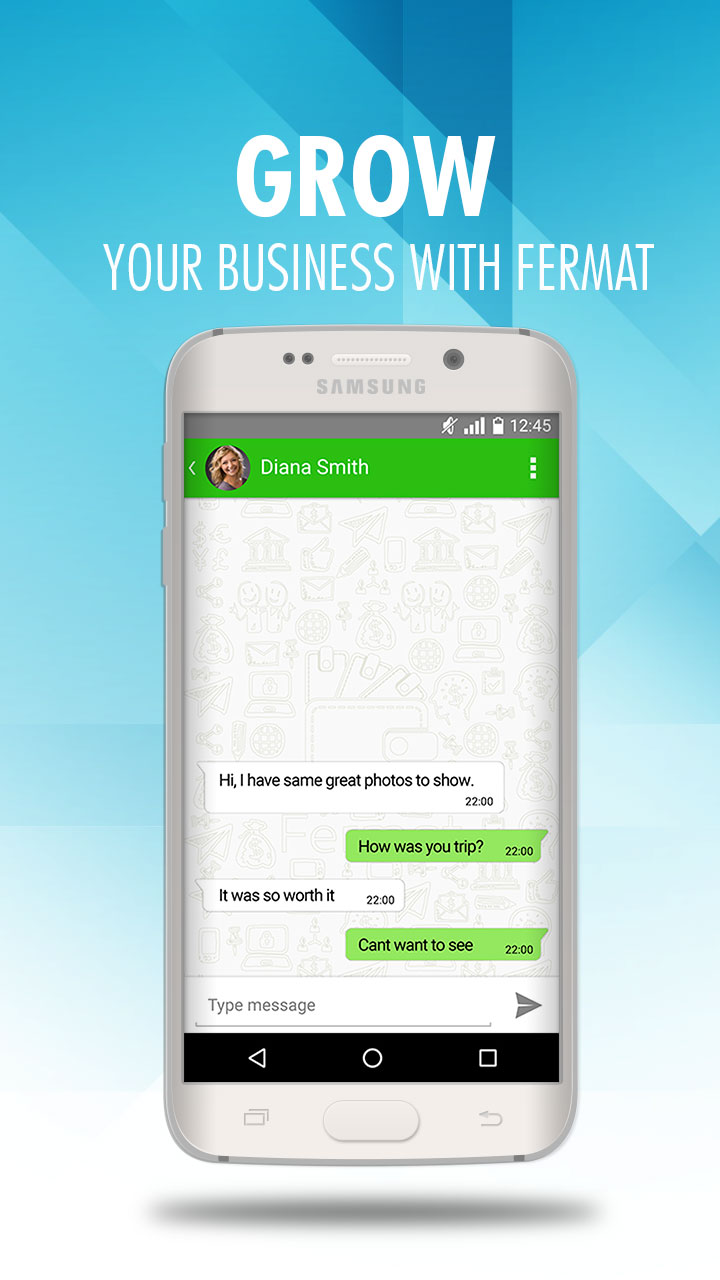 GROW
YOUR BUSINESS WITH FERMAT
SAMSUNG
12:45
Diana Smith
Hi, I have same great photos to show.
22:00
How was you trip? 22:00
It was so worth it 22:00
Cant want to see 22:00
Type message